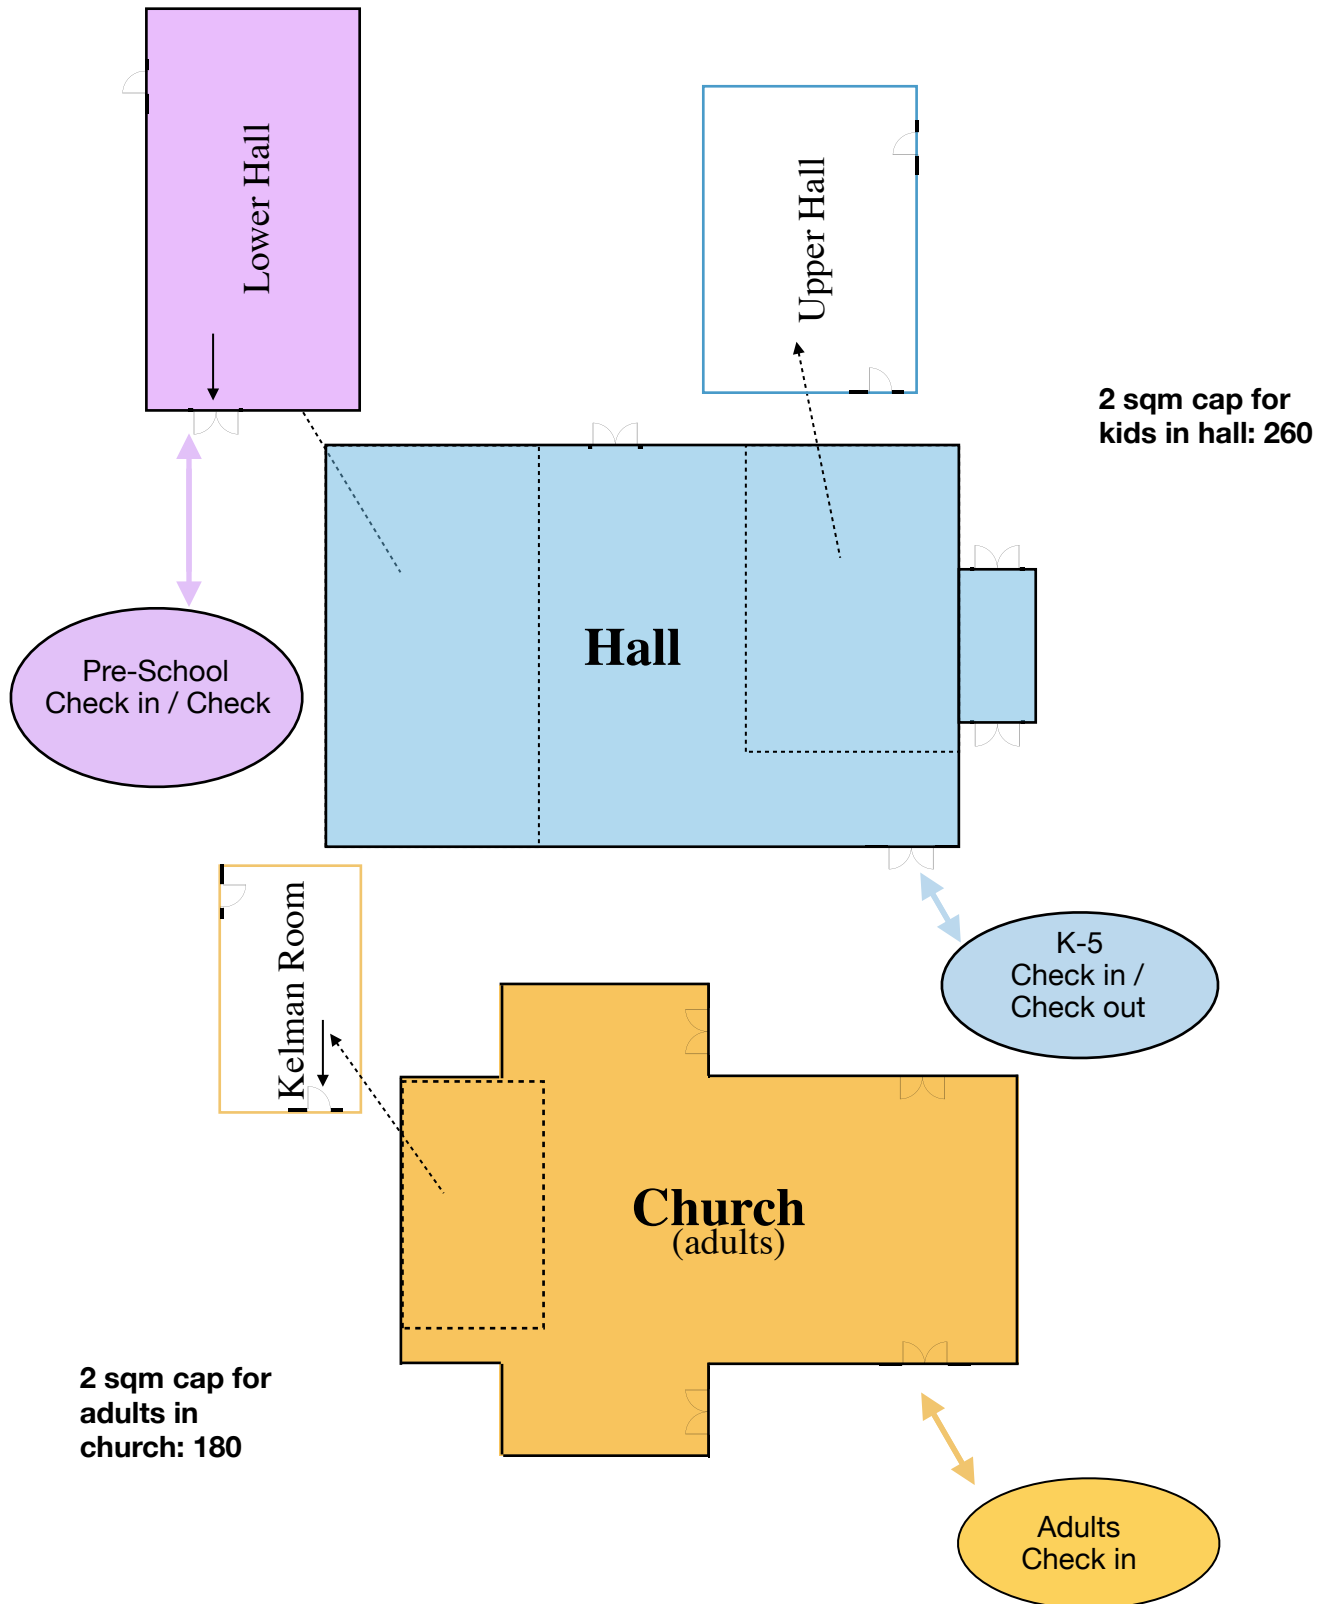 Lower Hall
Upper Hall
2 sqm cap for
kids in hall: 260
Hall
Pre-School
Check in / Check
Kelman Room
K-5
Check in /
Check out
Church
(adults)
2 sqm cap for
adults in
church: 180
Adults
Check in